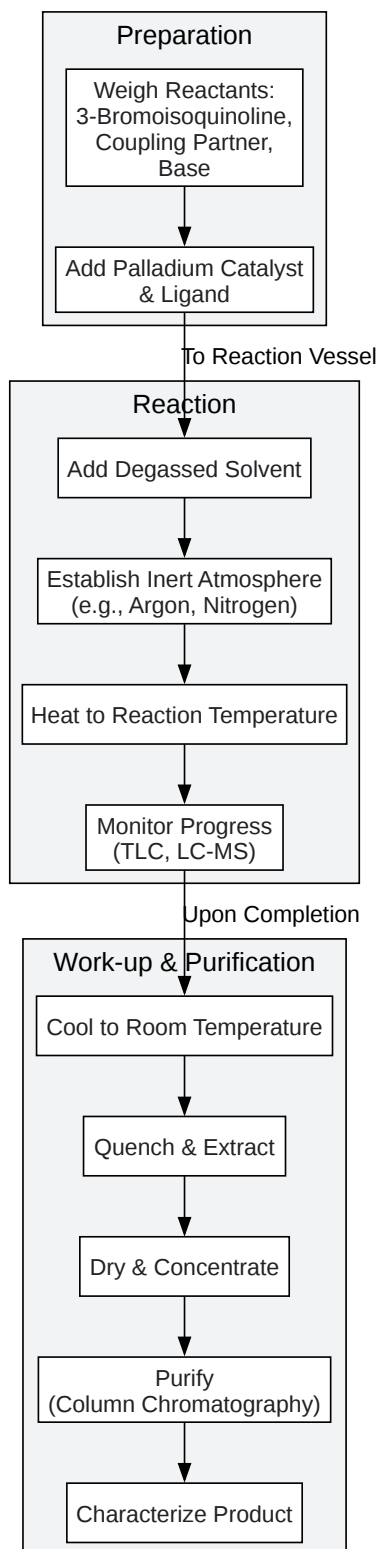 Preparation
Weigh Reactants:
3-Bromoisoquinoline,
Coupling Partner,
Base
Add Palladium Catalyst
& Ligand
To Reaction Vessel
Reaction
Add Degassed Solvent
Establish Inert Atmosphere
(e.g., Argon, Nitrogen)
Heat to Reaction Temperature
Monitor Progress
(TLC, LC-MS)
Upon Completion
Work-up & Purification
Cool to Room Temperature
Quench & Extract
Dry & Concentrate
Purify
(Column Chromatography)
Characterize Product